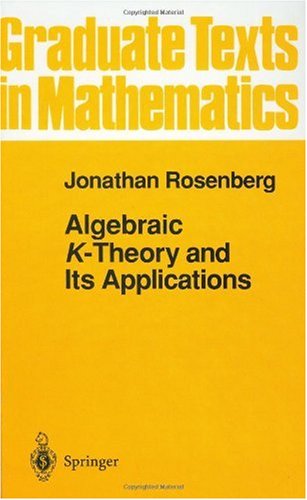 Graduate Texts
in Mathematics
Jonathan Rosenberg
Algebraic
K-Theory and
Its Applications
Springer